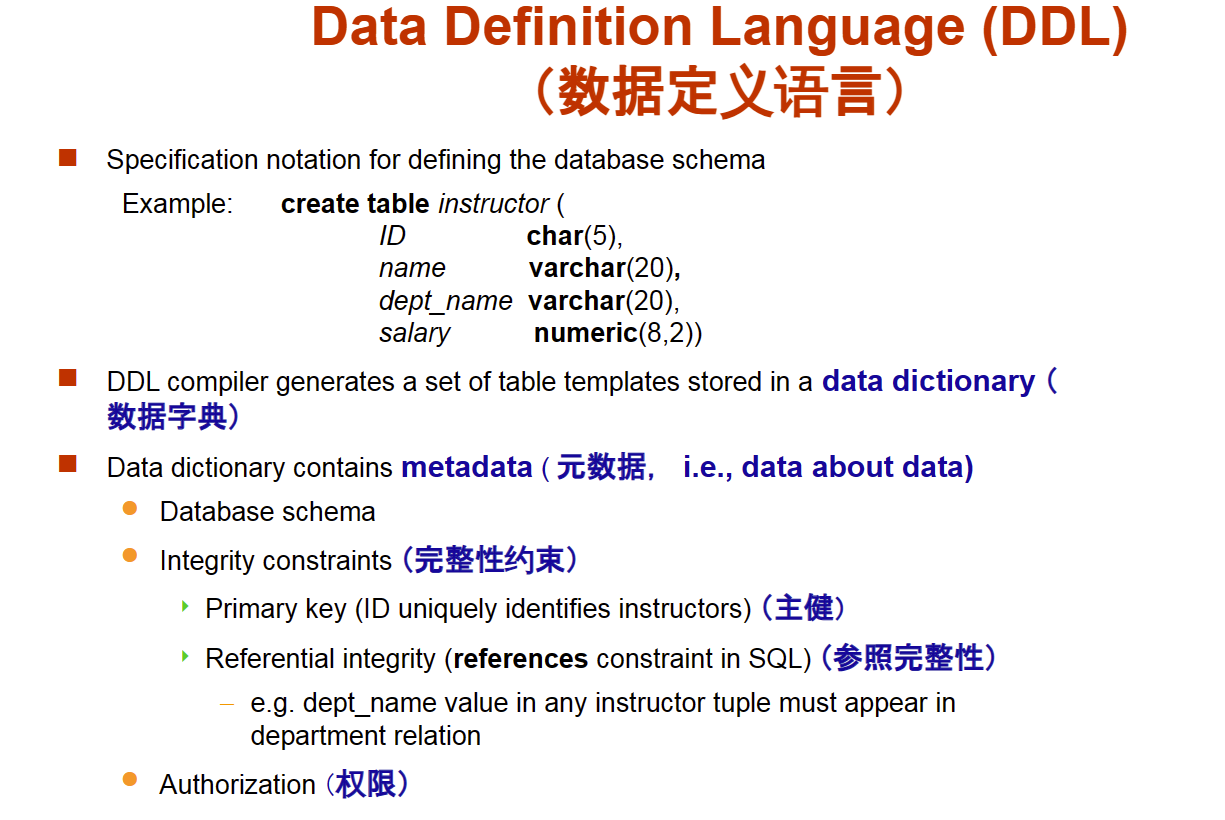 Data Definition Language (DDL)
（数据定义语言）
Specification notation for defining the database schema
Example: create table instructor (
ID char(5),
name varchar(20),
dept_name varchar(20),
salary numeric(8,2))
DDL compiler generates a set of table templates stored in a data dictionary（
数据字典）
Data dictionary contains metadata（元数据， i.e., data about data)
Database schema
Integrity constraints（完整性约束）
Primary key (ID uniquely identifies instructors)（主健）
Referential integrity (references constraint in SQL)（参照完整性）
– e.g. dept_name value in any instructor tuple must appear in
department relation
Authorization（权限）